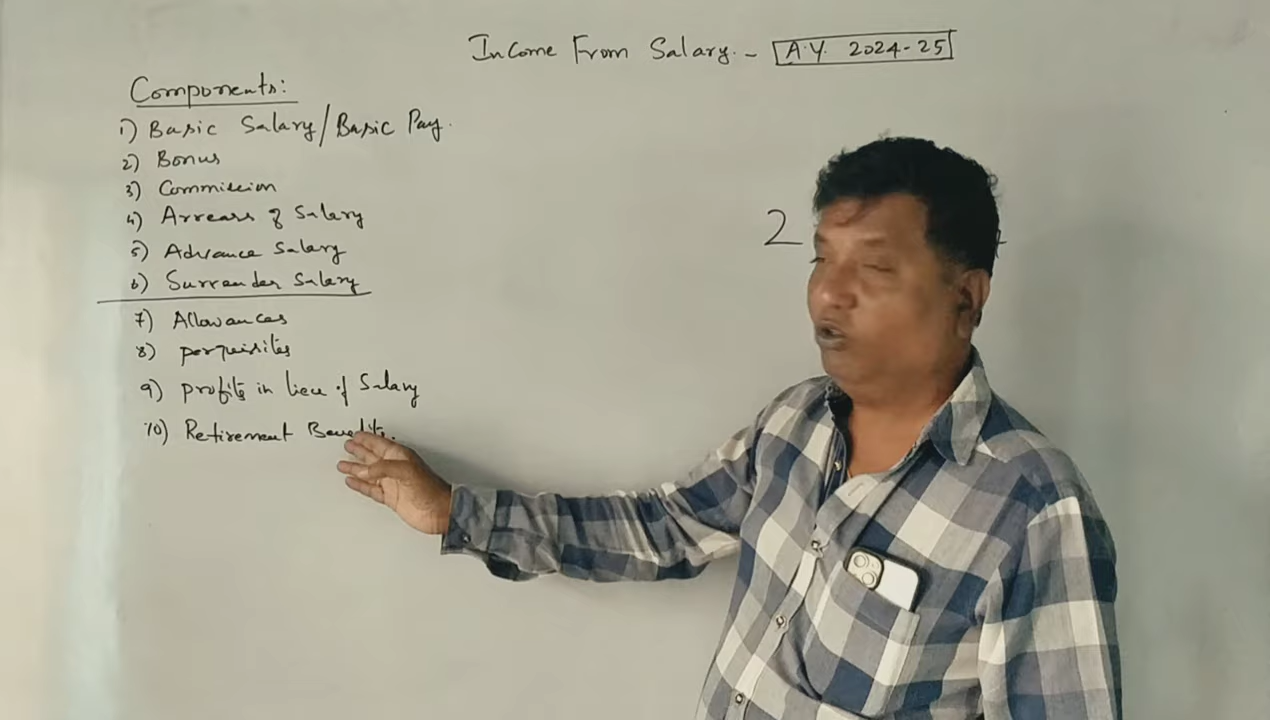 Income From Salary. - A.Y. 2024-25
Components:
1) Basic Salary/Basic Pay.
2) Bonus
3) Commission
4) Arrears of Salary
5) Advance Salary
6) Surrender Salary
7) Allowances
8) perquisites
9) profits in lieu of Salary
10) Retirement Benefits.
2